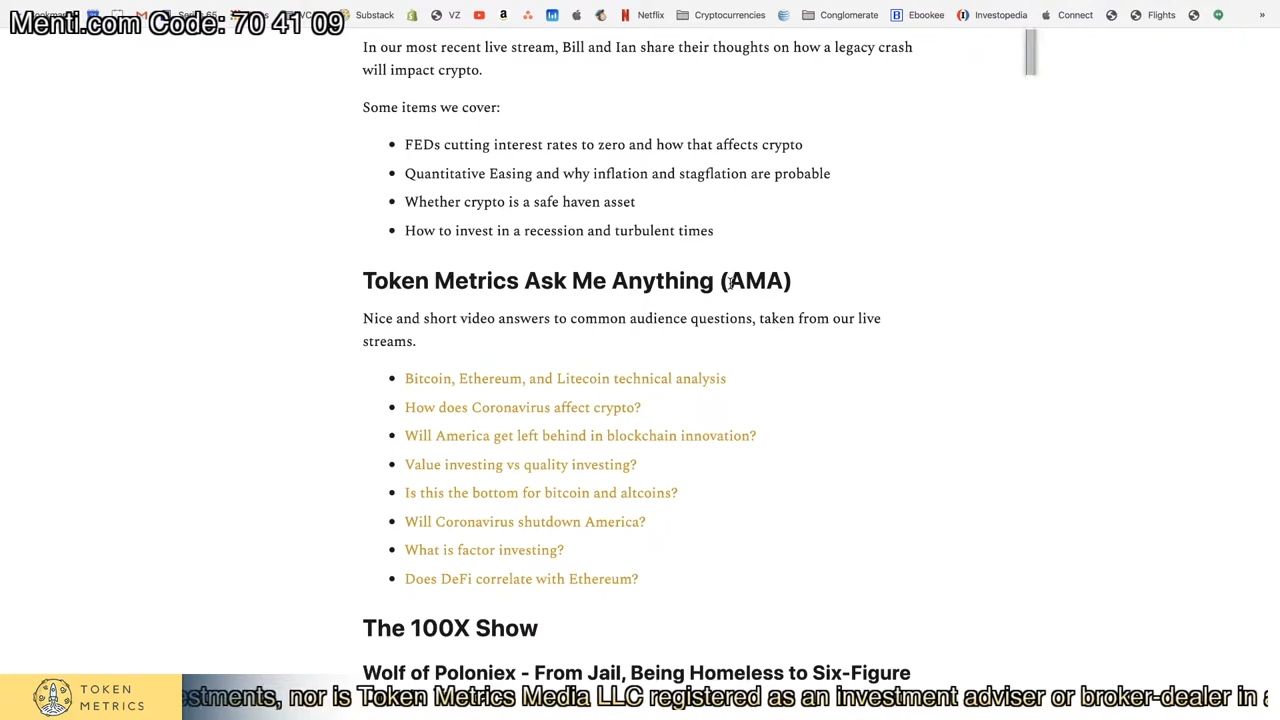 Menti.com Code: 70 41 09
Substack
VZ
Netflix
Cryptocurrencies
Conglomerate
Ebookee
Investopedia
Connect
Flights
»
In our most recent live stream, Bill and Ian share their thoughts on how a legacy crash
will impact crypto.
Some items we cover:
• FEDs cutting interest rates to zero and how that affects crypto
• Quantitative Easing and why inflation and stagflation are probable
• Whether crypto is a safe haven asset
• How to invest in a recession and turbulent times
Token Metrics Ask Me Anything (AMA)
Nice and short video answers to common audience questions, taken from our live
streams.
• Bitcoin, Ethereum, and Litecoin technical analysis
• How does Coronavirus affect crypto?
• Will America get left behind in blockchain innovation?
• Value investing vs quality investing?
• Is this the bottom for bitcoin and altcoins?
• Will Coronavirus shutdown America?
• What is factor investing?
• Does DeFi correlate with Ethereum?
The 100X Show
Wolf of Poloniex - From Jail, Being Homeless to Six-Figure
TOKEN
METRICS
estments, nor is Token Metrics Media LLC registered as an investment adviser or broker-dealer in a